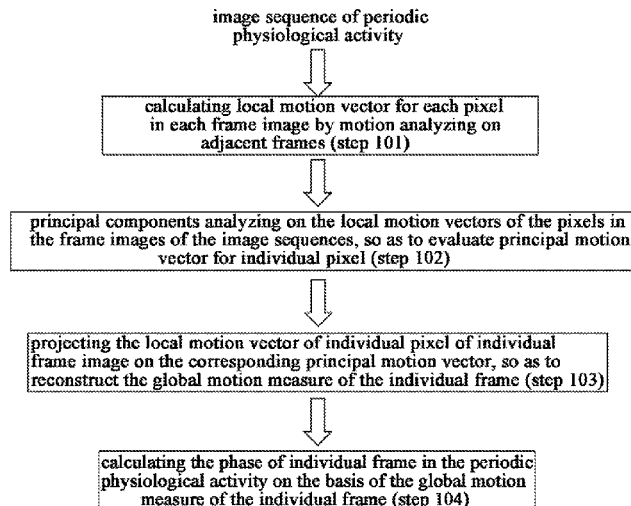 image sequence of periodic
physiological activity
calculating local motion vector for each pixel
in each frame image by motion analyzing on
adjacent frames (step 101)
principal components analyzing on the local motion vectors of the pixels in
the frame images of the image sequences, so as to evaluate principal motion
vector for individual pixel (step 102)
projecting the local motion vector of individual pixel of individual
frame image on the corresponding principal motion vector, so as to
reconstruct the global motion measure of the individual frame (step 103)
calculating the phase of individual frame in the periodic
physiological activity on the basis of the global motion
measure of the individual frame (step 104)